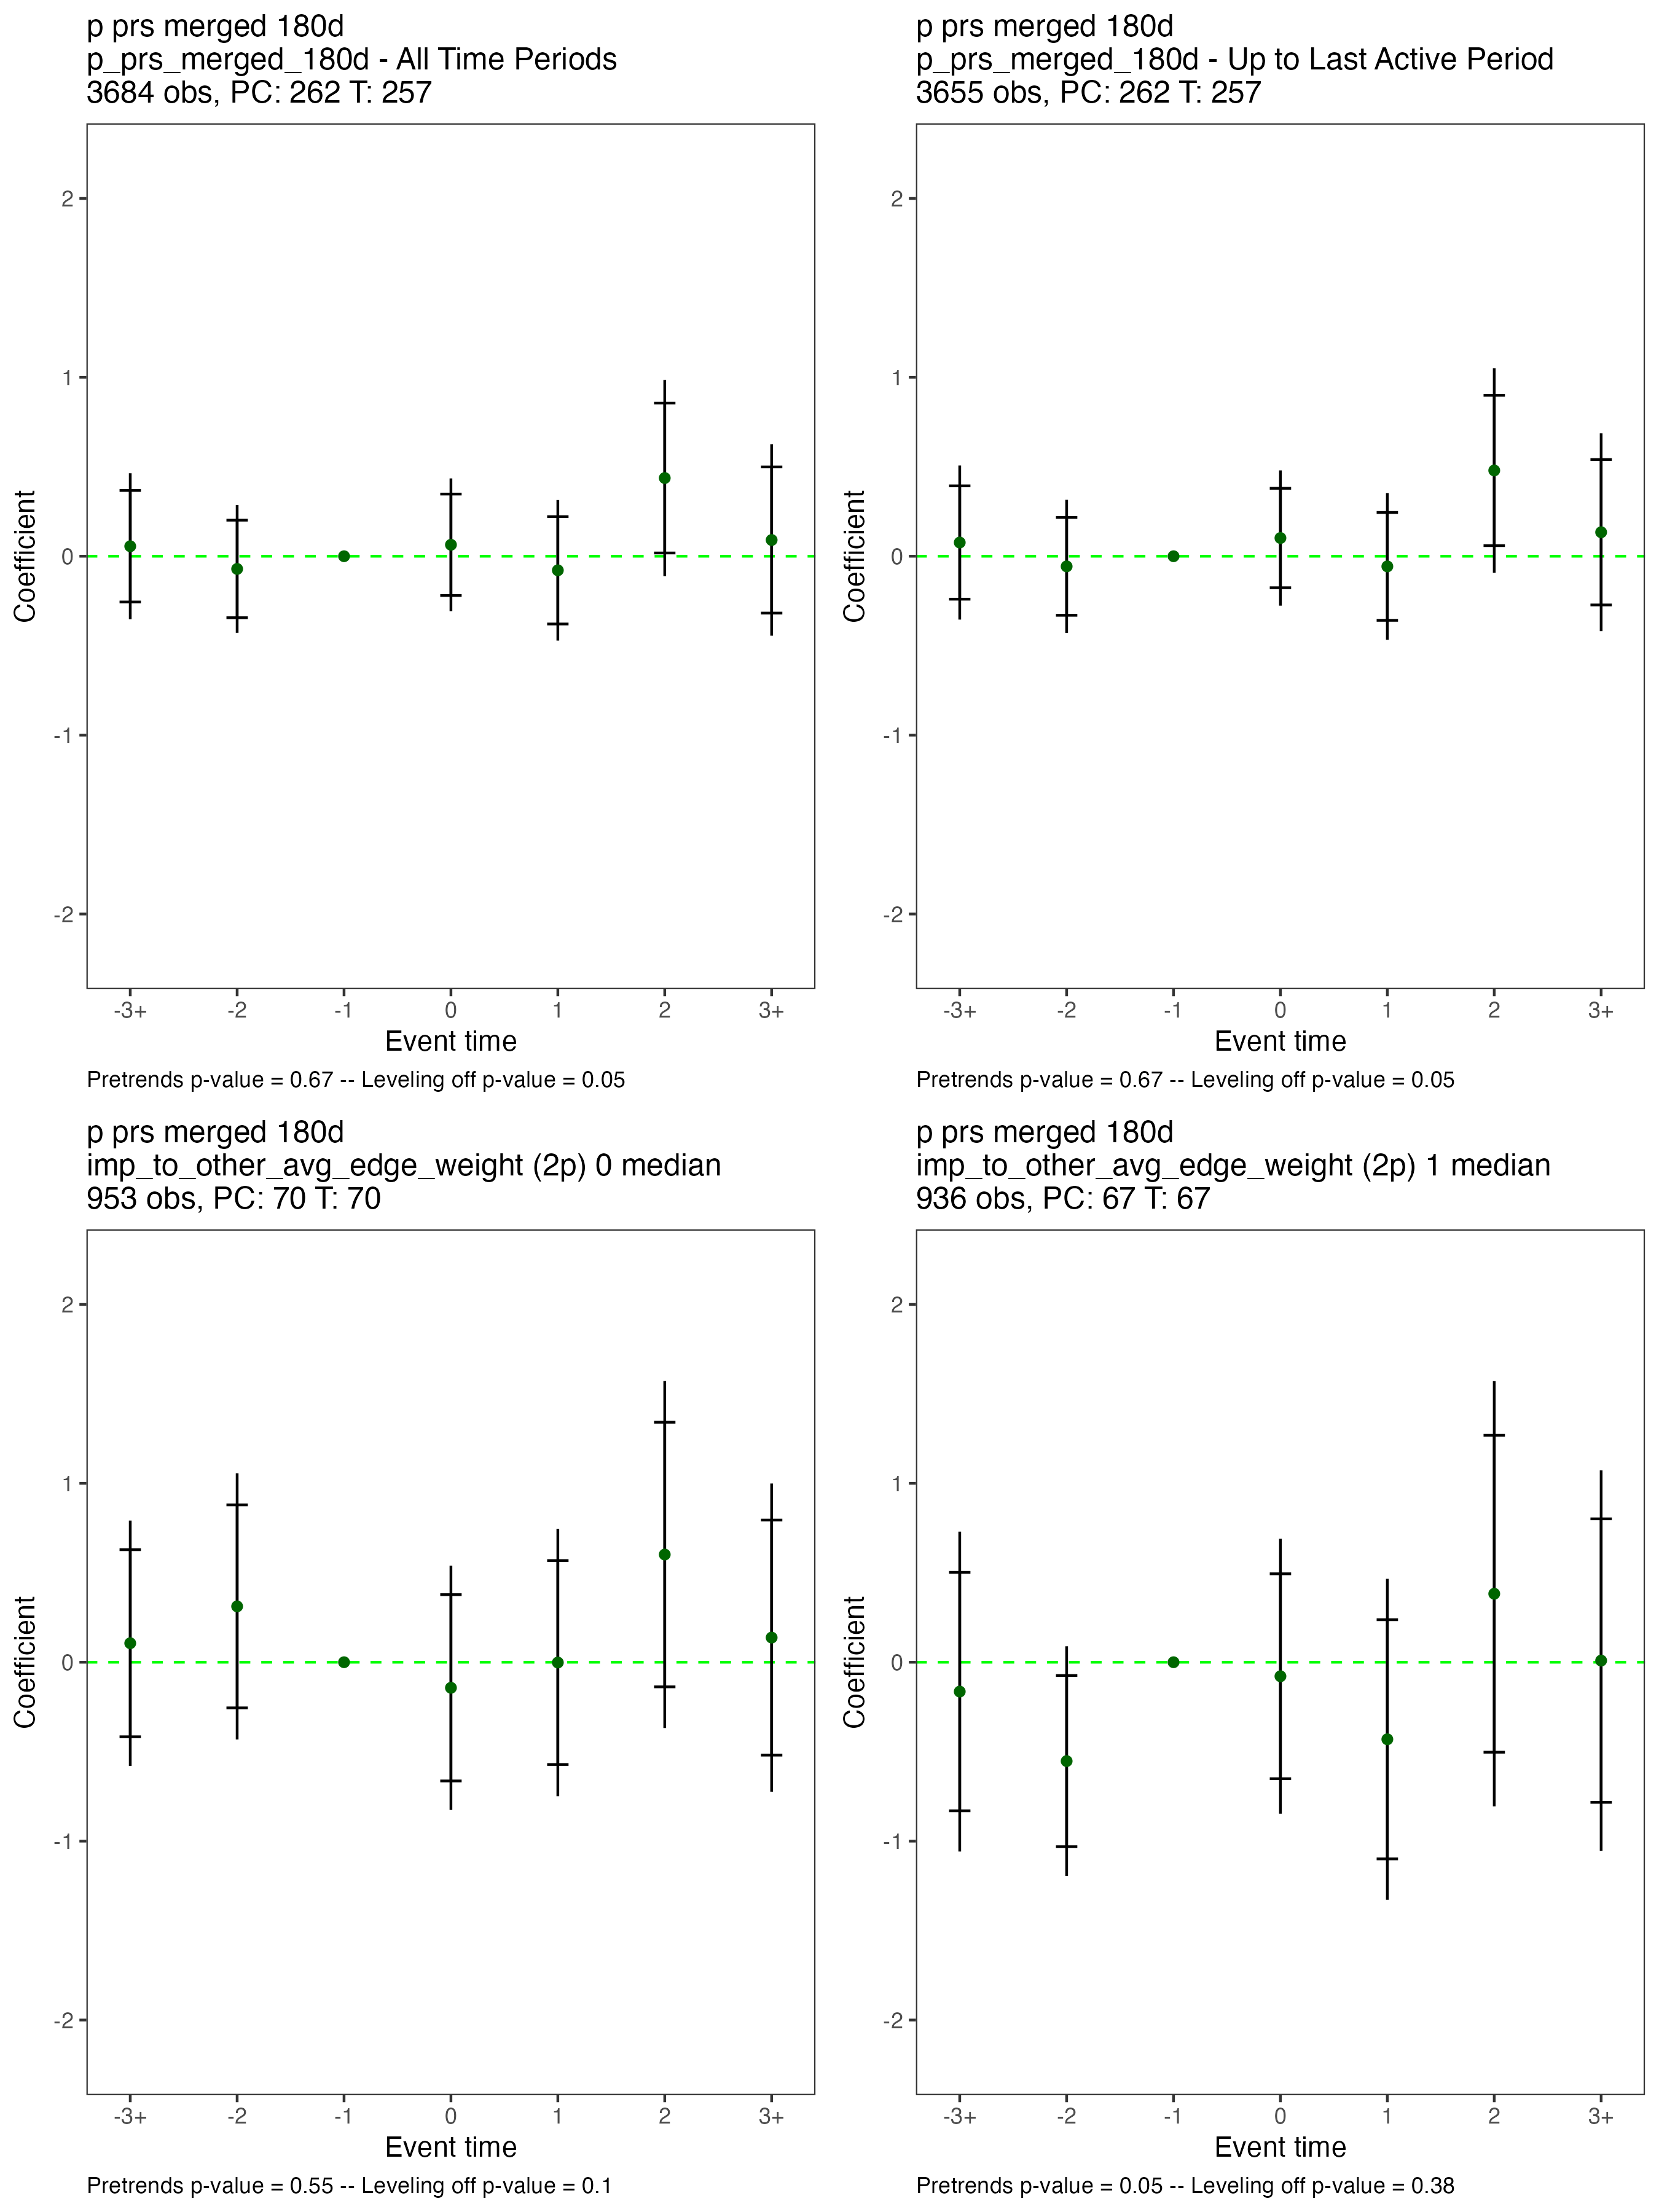 p prs merged 180d
p_prs_merged_180d - All Time Periods
3684 obs, PC: 262 T: 257
2
1
0
-1
-2
Coefficient
-3+ -2 -1 0 1 2 3+
Event time
Pretrends p-value = 0.67 -- Leveling off p-value = 0.05
p prs merged 180d
p_prs_merged_180d - Up to Last Active Period
3655 obs, PC: 262 T: 257
2
1
0
-1
-2
Coefficient
-3+ -2 -1 0 1 2 3+
Event time
Pretrends p-value = 0.67 -- Leveling off p-value = 0.05
p prs merged 180d
imp_to_other_avg_edge_weight (2p) 0 median
953 obs, PC: 70 T: 70
2
1
0
-1
-2
Coefficient
-3+ -2 -1 0 1 2 3+
Event time
Pretrends p-value = 0.55 -- Leveling off p-value = 0.1
p prs merged 180d
imp_to_other_avg_edge_weight (2p) 1 median
936 obs, PC: 67 T: 67
2
1
0
-1
-2
Coefficient
-3+ -2 -1 0 1 2 3+
Event time
Pretrends p-value = 0.05 -- Leveling off p-value = 0.38